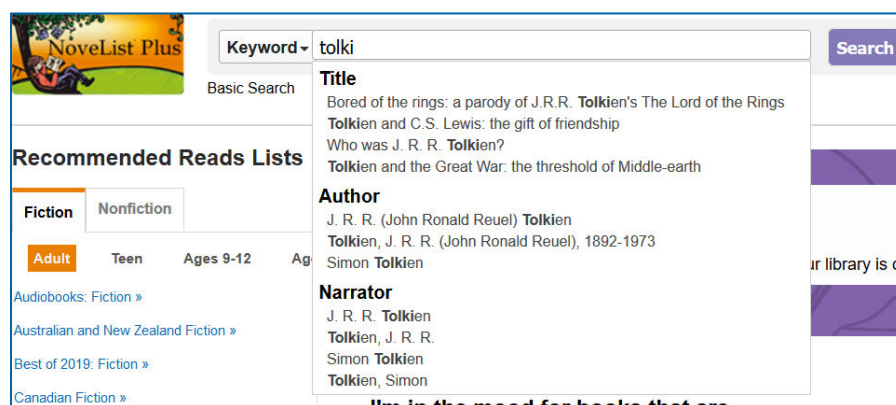 NoveList Plus
Keyword
tolki
Search
Basic Search
Title
Bored of the rings: a parody of J.R.R. Tolkien's The Lord of the Rings
Tolkien and C.S. Lewis: the gift of friendship
Who was J. R. R. Tolkien?
Tolkien and the Great War: the threshold of Middle-earth
Author
J. R. R. (John Ronald Reuel) Tolkien
Tolkien, J. R. R. (John Ronald Reuel), 1892-1973
Simon Tolkien
Narrator
J. R. R. Tolkien
Tolkien, J. R. R.
Simon Tolkien
Tolkien, Simon
Recommended Reads Lists
Fiction
Nonfiction
Adult
Teen
Ages 9-12
Audiobooks: Fiction »
Australian and New Zealand Fiction »
Best of 2019: Fiction »
Canadian Fiction »
library is